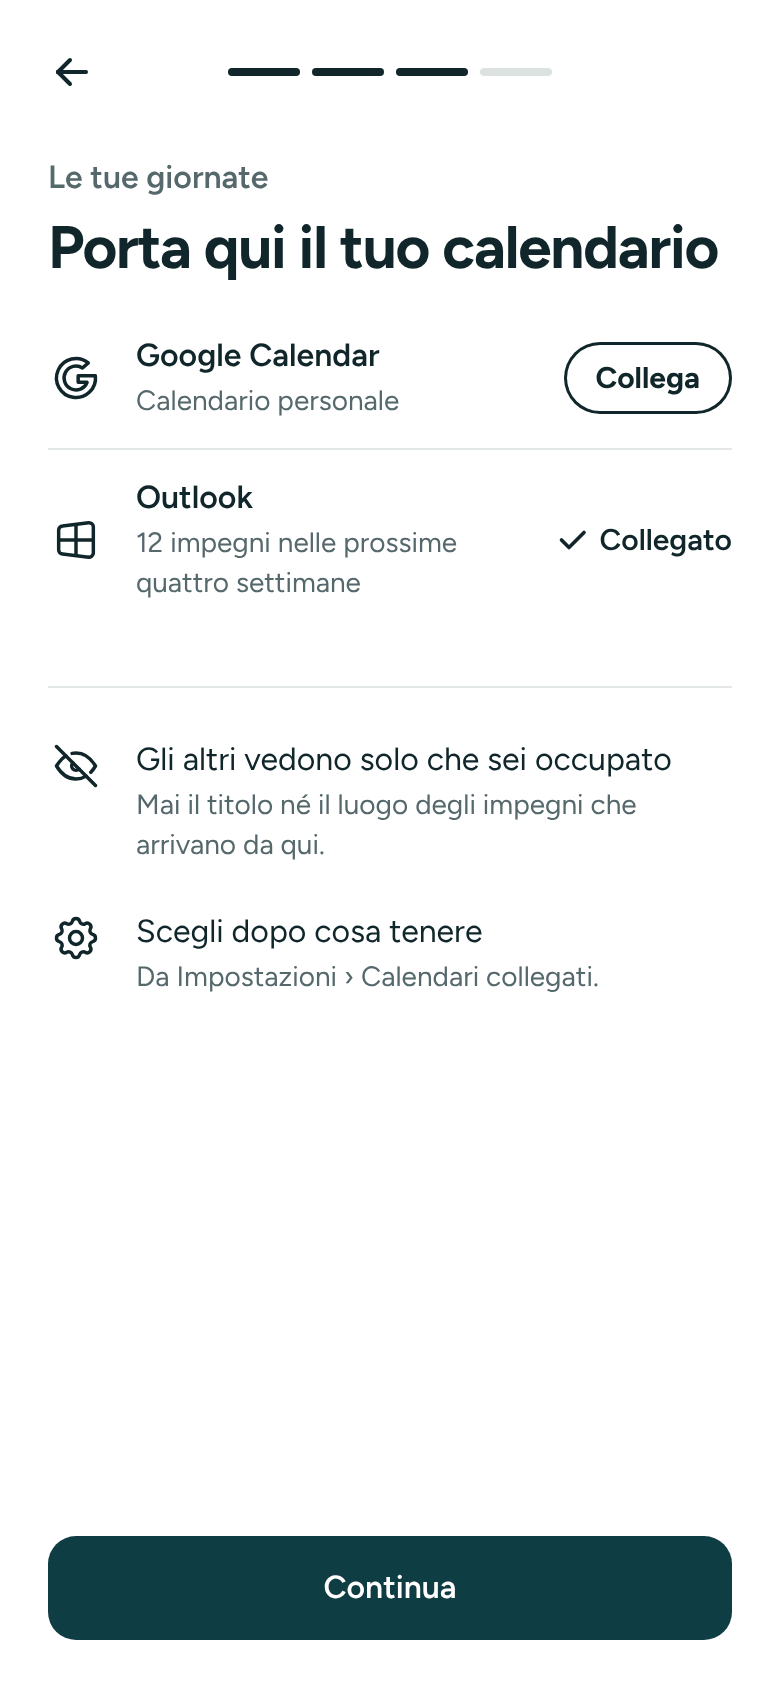 Le tue giornate
Porta qui il tuo calendario
Google Calendar
Calendario personale
Collega
Outlook
12 impegni nelle prossime
quattro settimane
Collegato
Gli altri vedono solo che sei occupato
Mai il titolo né il luogo degli impegni che
arrivano da qui.
Scegli dopo cosa tenere
Da Impostazioni › Calendari collegati.
Continua